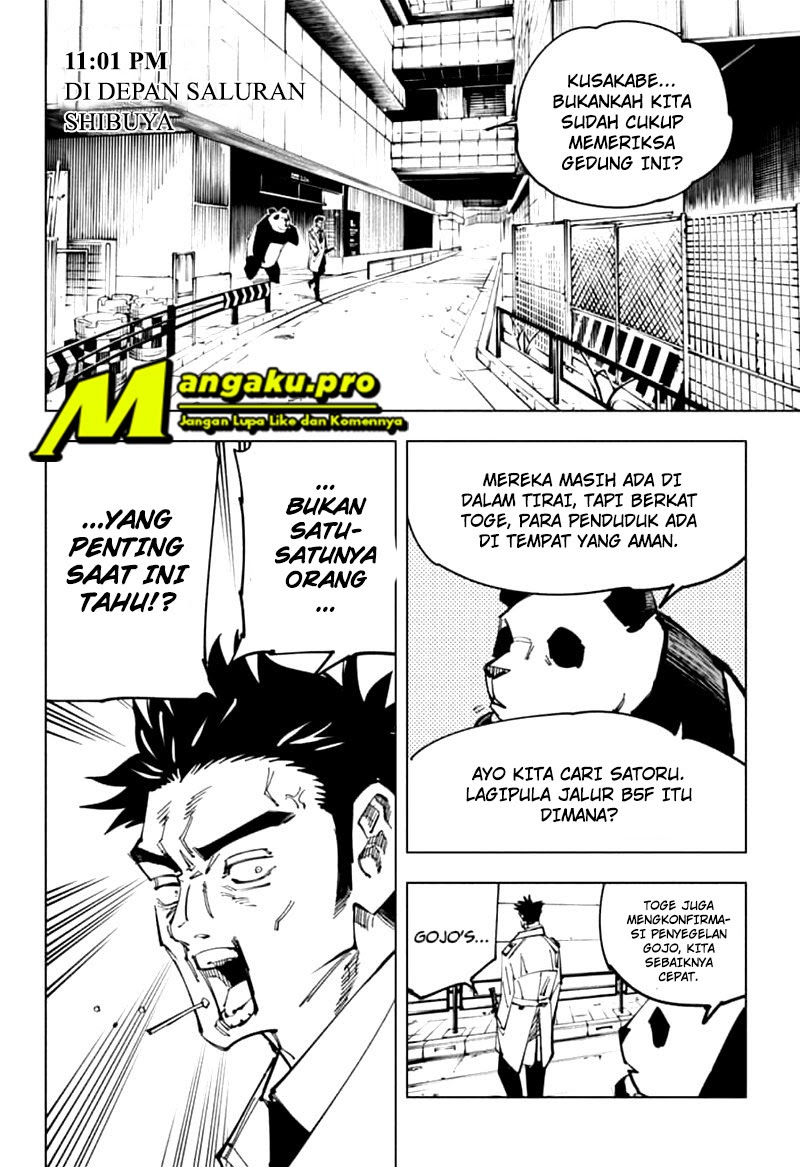 11:01 PM
DI DEPAN SALURAN
SHIBUYA
KUSAKABE...
BUKANKAH KITA
SUDAH CUKUP
MEMERIKSA
GEDUNG INI?
Mangaku.pro
Jangan Lupa Like dan Komennya
MEREKA MASIH ADA DI
DALAM TIRAI, TAPI BERKAT
TOGE, PARA PENDUDUK ADA
DI TEMPAT YANG AMAN.
AYO KITA CARI SATORU.
LAGIPULA JALUR B5F ITU
DIMANA?
TOGE JUGA
MENGKONFIRMA-
SI PENYEGELAN
GOJO, KITA
SEBAIKNYA
CEPAT.
GOJO'S...
...
BUKAN
SATU-
SATUNYA
ORANG
...
...YANG
PENTING
SAAT INI
TAHU!?